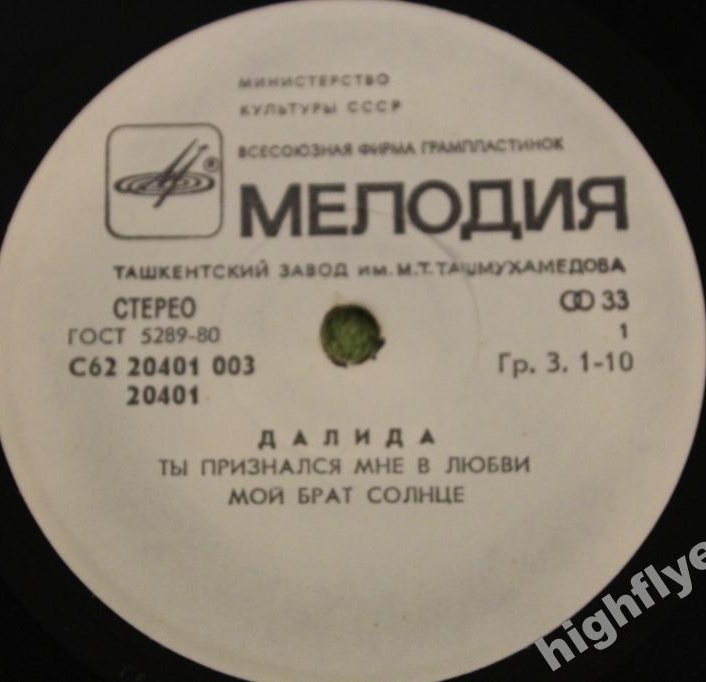 МИНИСТЕРСТВО
КУЛЬТУРЫ СССР
ВСЕСОЮЗНАЯ ФИРМА ГРАМПЛАСТИНОК
®
МЕЛОДИЯ
ТАШКЕНТСКИЙ ЗАВОД ИМ. М.Т. ТАШМУХАМЕДОВА
СТЕРЕО
33
ГОСТ 5289-80
1
С62 20401 003
Гр. 3. 1-10
20401
ДАЛИДА
ТЫ ПРИЗНАЛСЯ МНЕ В ЛЮБВИ
МОЙ БРАТ СОЛНЦЕ
highflye